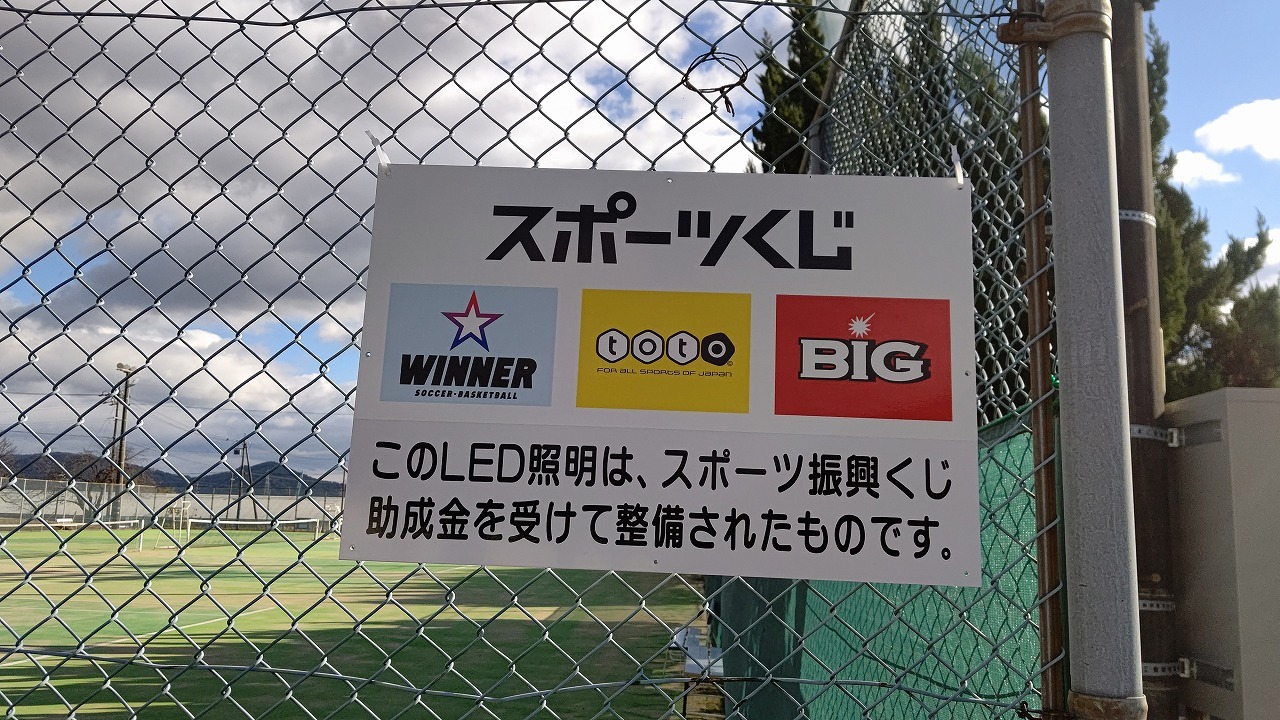 スポーツくじ
WINNER
SOCCER・BASKETBALL
toto
FOR ALL SPORTS OF JAPAN
BIG
このLED照明は、スポーツ振興くじ
助成金を受けて整備されたものです。